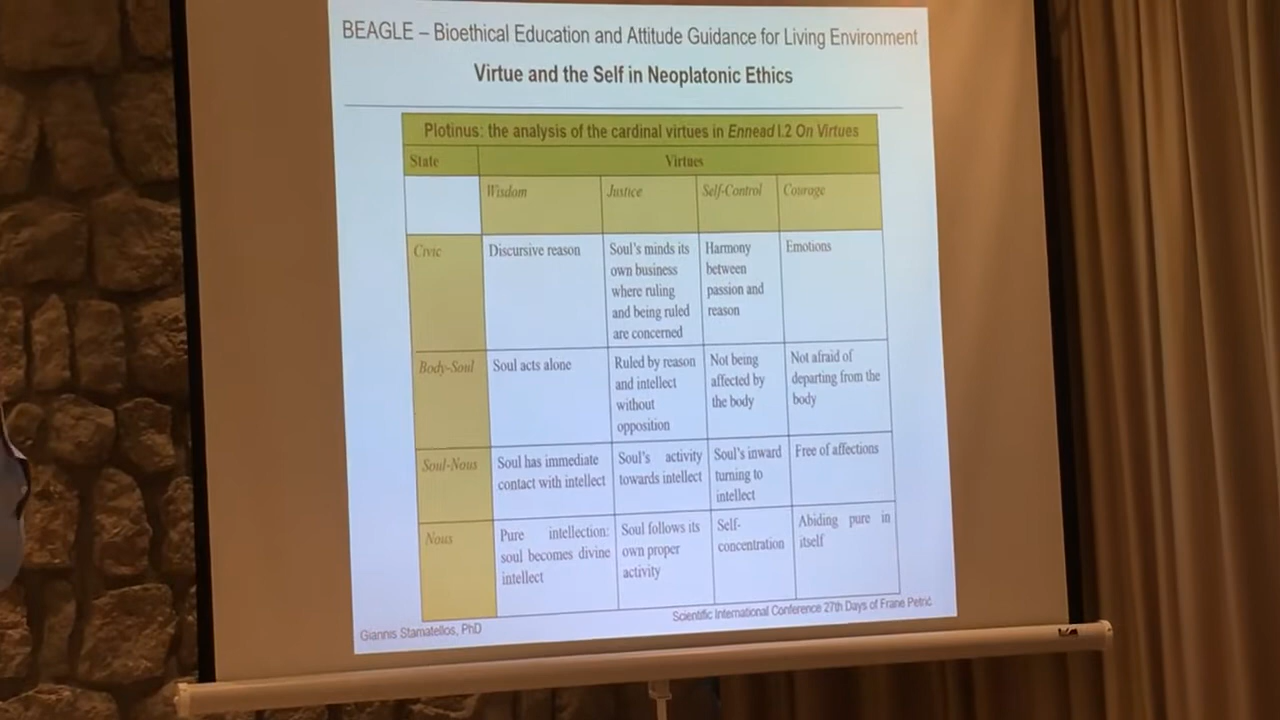 BEAGLE – Bioethical Education and Attitude Guidance for Living Environment
Virtue and the Self in Neoplatonic Ethics
Plotinus: the analysis of the cardinal virtues in Ennead I.2 On Virtues
State
Virtues
Wisdom
Justice
Self-Control
Courage
Civic
Discursive reason
Soul's minds its
own business
where ruling
and being ruled
are concerned
Harmony
between
passion and
reason
Emotions
Body-Soul
Soul acts alone
Ruled by reason
and intellect
without
opposition
Not being
affected by
the body
Not afraid of
departing from the
body
Soul-Nous
Soul has immediate
contact with intellect
Soul's activity
towards intellect
Soul's inward
turning to
intellect
Free of affections
Nous
Pure intellection:
soul becomes divine
intellect
Soul follows its
own proper
activity
Self-
concentration
Abiding pure in
itself
Giannis Stamatellos, PhD
Scientific International Conference 27th Days of Frane Petrić